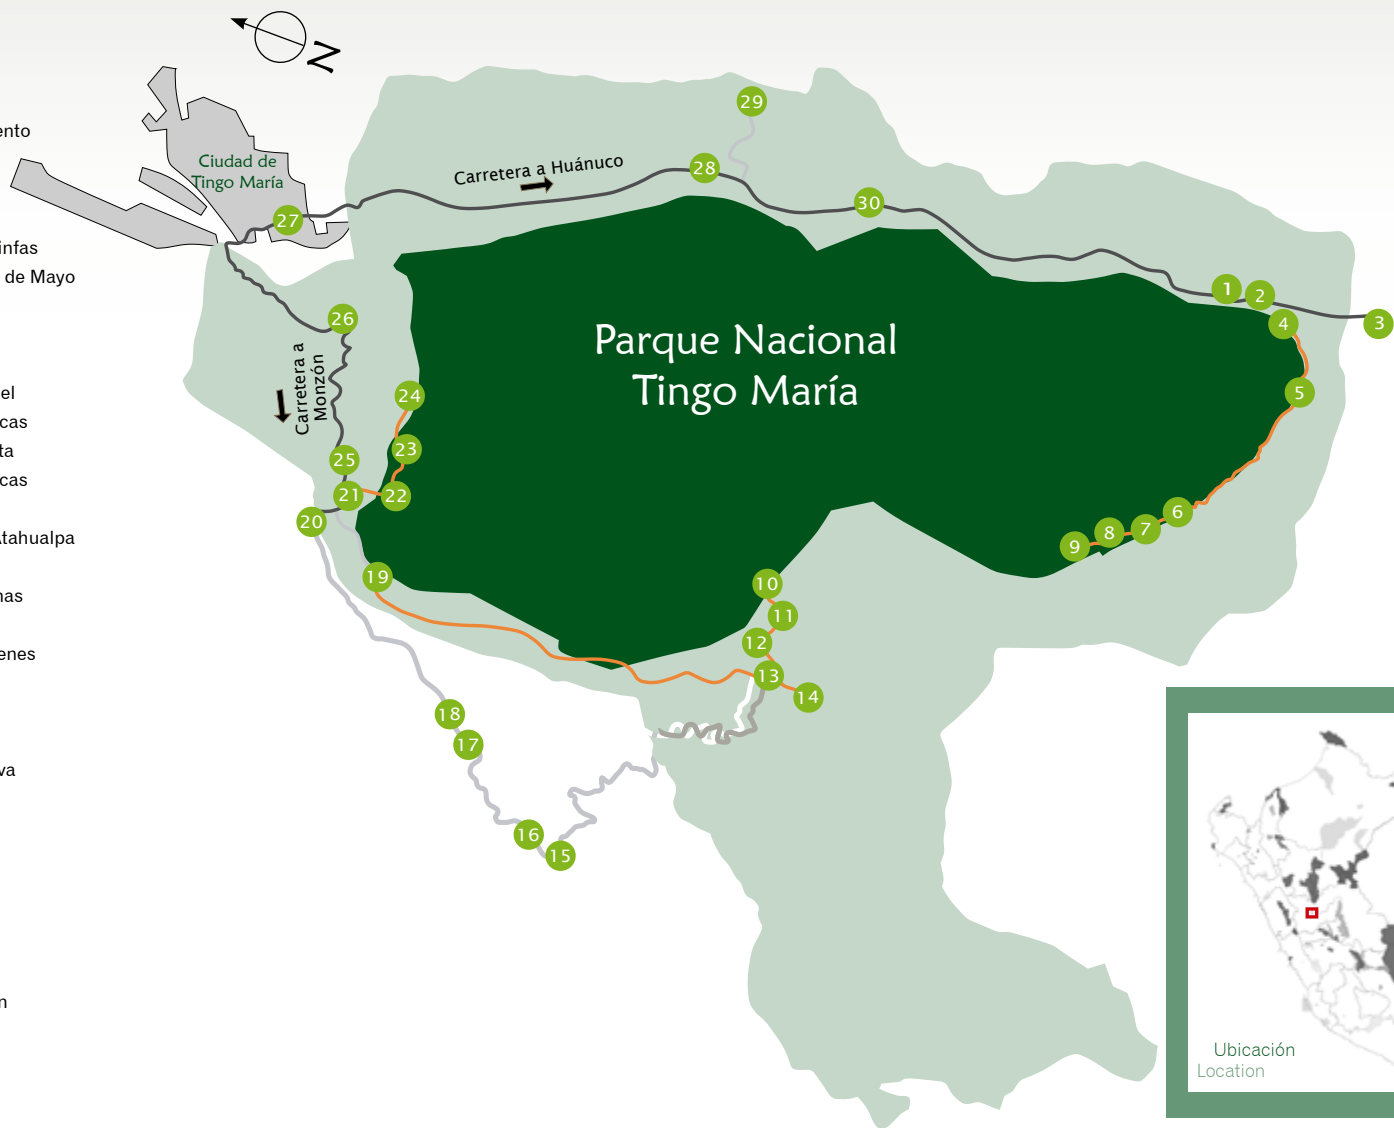 N
ento
infas
de Mayo
el
cas
ta
cas
Atahualpa
nas
enes
va
n
Ciudad de
Tingo María
Carretera a Huánuco
Carretera a
Monzón
Parque Nacional
Tingo María
29
28
27
30
1
2
3
4
5
26
24
23
25
21
22
20
6
7
8
9
19
10
11
12
13
14
18
17
16
15
Ubicación
Location